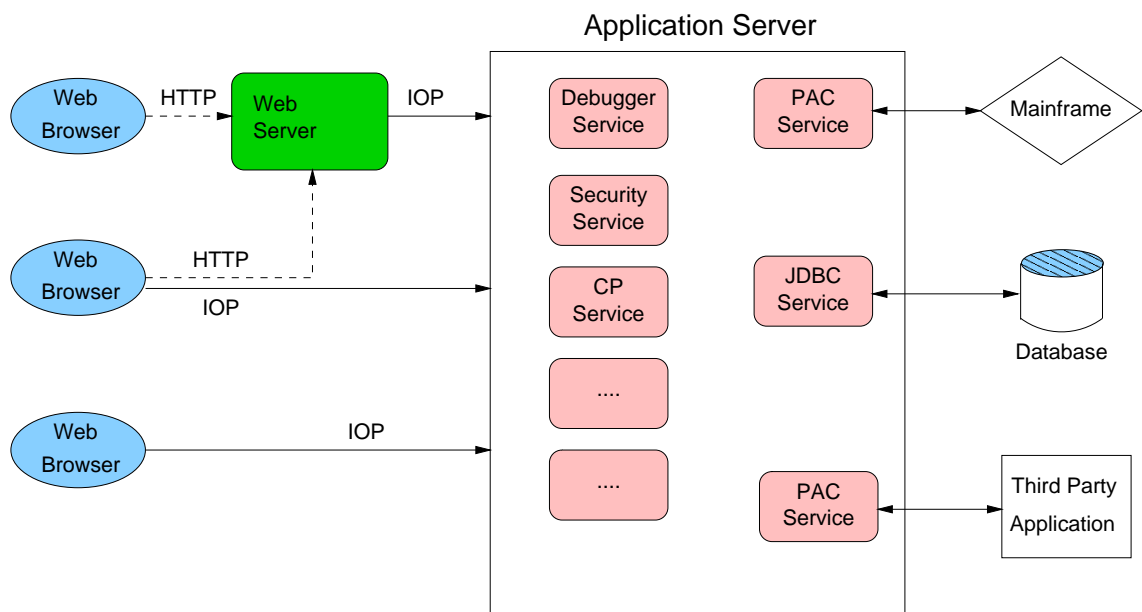 Application Server
Web
Browser
HTTP
Web
Server
IOP
Debugger
Service
PAC
Service
Mainframe
Security
Service
Web
Browser
HTTP
IOP
CP
Service
JDBC
Service
Database
....
Web
Browser
IOP
....
PAC
Service
Third Party
Application